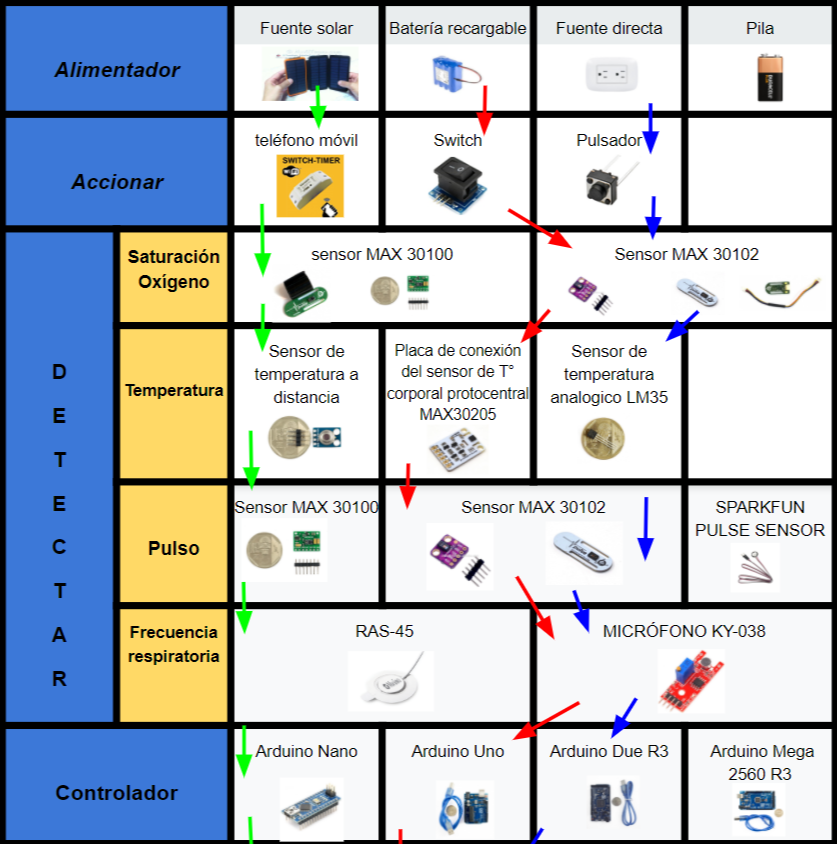 Alimentador
Fuente solar
Batería recargable
Fuente directa
Pila
Accionar
teléfono móvil
SWITCH-TIMER
Switch
Pulsador
DETECTAR
Saturación
Oxígeno
sensor MAX 30100
Sensor MAX 30102
Temperatura
Sensor de
temperatura a
distancia
Placa de conexión
del sensor de T°
corporal protocentral
MAX30205
Sensor de
temperatura
analogico LM35
Pulso
Sensor MAX 30100
Sensor MAX 30102
SPARKFUN
PULSE SENSOR
Frecuencia
respiratoria
RAS-45
MICRÓFONO KY-038
Controlador
Arduino Nano
Arduino Uno
Arduino Due R3
Arduino Mega
2560 R3